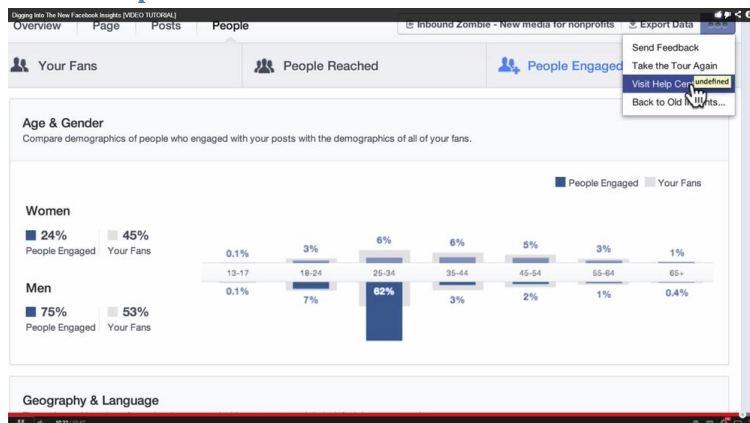 Digging Into The New Facebook Insights [VIDEO TUTORIAL]
Overview Page Posts People Inbound Zombie - New media for nonprofits Export Data
Send Feedback
Take the Tour Again
Visit Help Cen undefined
Back to Old In hts...
Your Fans People Reached People Engaged
Age & Gender
Compare demographics of people who engaged with your posts with the demographics of all of your fans.
People Engaged Your Fans
Women
24% 45%
People Engaged Your Fans
0.1% 3% 6% 6% 5% 3% 1%
13-17 18-24 25-34 35-44 45-54 55-64 65+
Men
0.1% 7% 62% 3% 2% 1% 0.4%
75% 53%
People Engaged Your Fans
Geography & Language